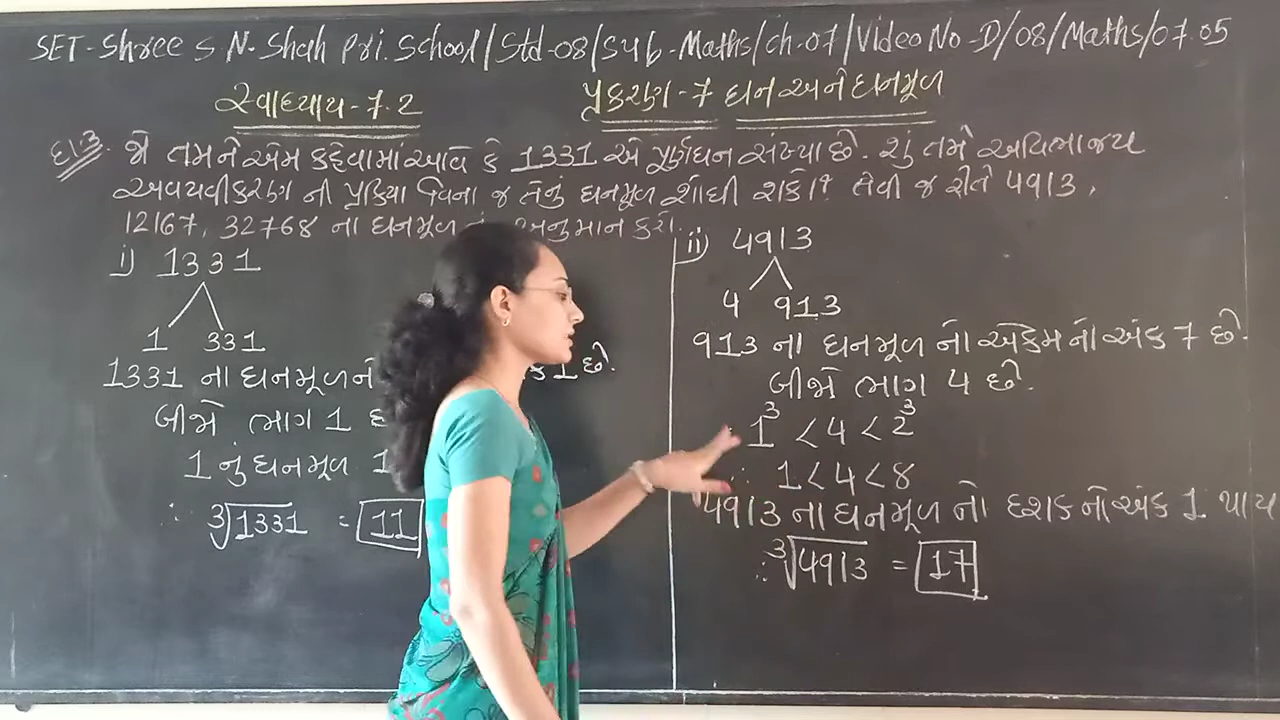 SET-Shree S N. Shah Pri. School/Std-08/Sub-Maths/ch-07/Video No-D/08/Maths/07.05
સ્વાધ્યાય-7.2
પ્રકરણ-7 ઘન અને ઘનમૂળ
દા.3. જો તમને એમ કહેવામાં આવે કે 1331 એ પૂર્ણઘન સંખ્યા છે. શું તમે અવિભાજ્ય
અવયવીકરણ ની પ્રક્રિયા વિના જ તેનું ઘનમૂળ શોધી શકો? તેવી જ રીતે 4913,
12167, 32768 ના ઘનમૂળ અનુમાન કરો.
i) 1331
1 331
1331 ના ઘનમૂળનો 1 છે.
બીજો ભાગ 1
1 નું ઘનમૂળ 1
∴ ∛1331 = 11
ii) 4913
4 913
913 ના ઘનમૂળ નો એકમ નો અંક 7 છે.
બીજો ભાગ 4 છે.
1³ < 4 < 2³
∴ 1 < 4 < 8
4913 ના ઘનમૂળ નો દશક નો અંક 1 થાય
∴ ∛4913 = 17